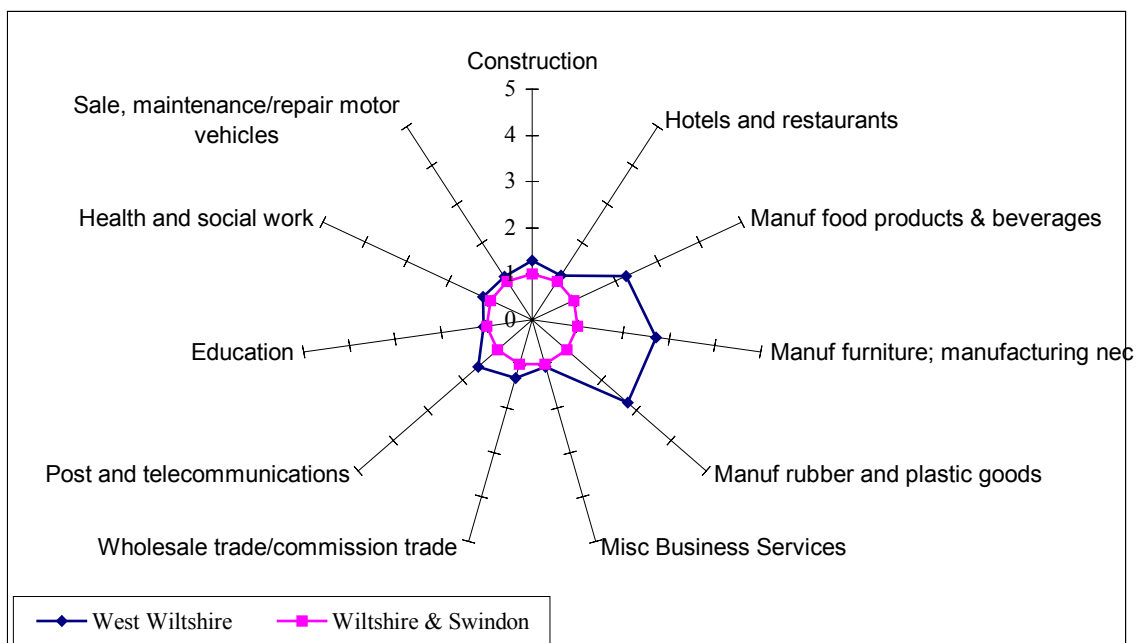 Construction
5
Sale, maintenance/repair motor
vehicles
Hotels and restaurants
4
3
Health and social work
Manuf food products & beverages
2
1
0
Education
Manuf furniture; manufacturing nec
Post and telecommunications
Manuf rubber and plastic goods
Wholesale trade/commission trade
Misc Business Services
West Wiltshire
Wiltshire & Swindon